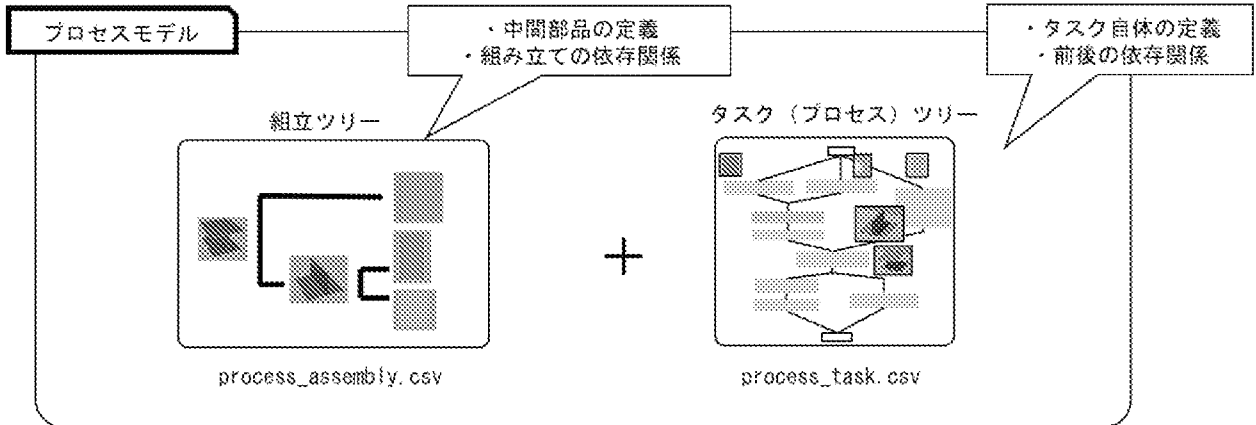 プロセスモデル
・中間部品の定義
・組み立ての依存関係
・タスク自体の定義
・前後の依存関係
組立ツリー
タスク（プロセス）ツリー
process_assembly.csv
process_task.csv